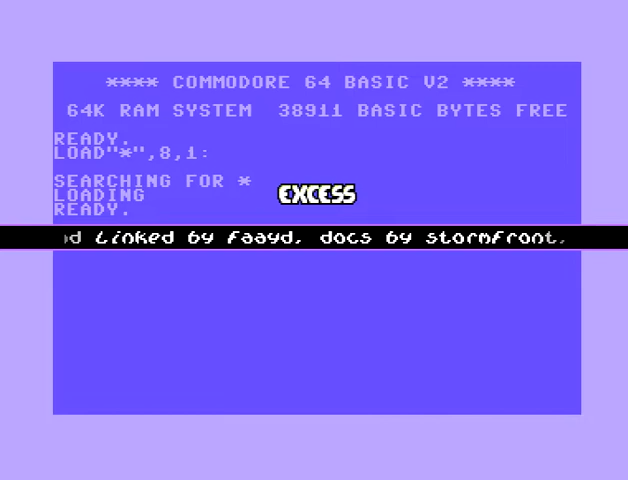 **** COMMODORE 64 BASIC V2 ****
64K RAM SYSTEM 38911 BASIC BYTES FREE
READY.
LOAD"*",8,1:
SEARCHING FOR *
LOADING
EXCESS
READY.
Linked by Faayd, docs by stormfront,